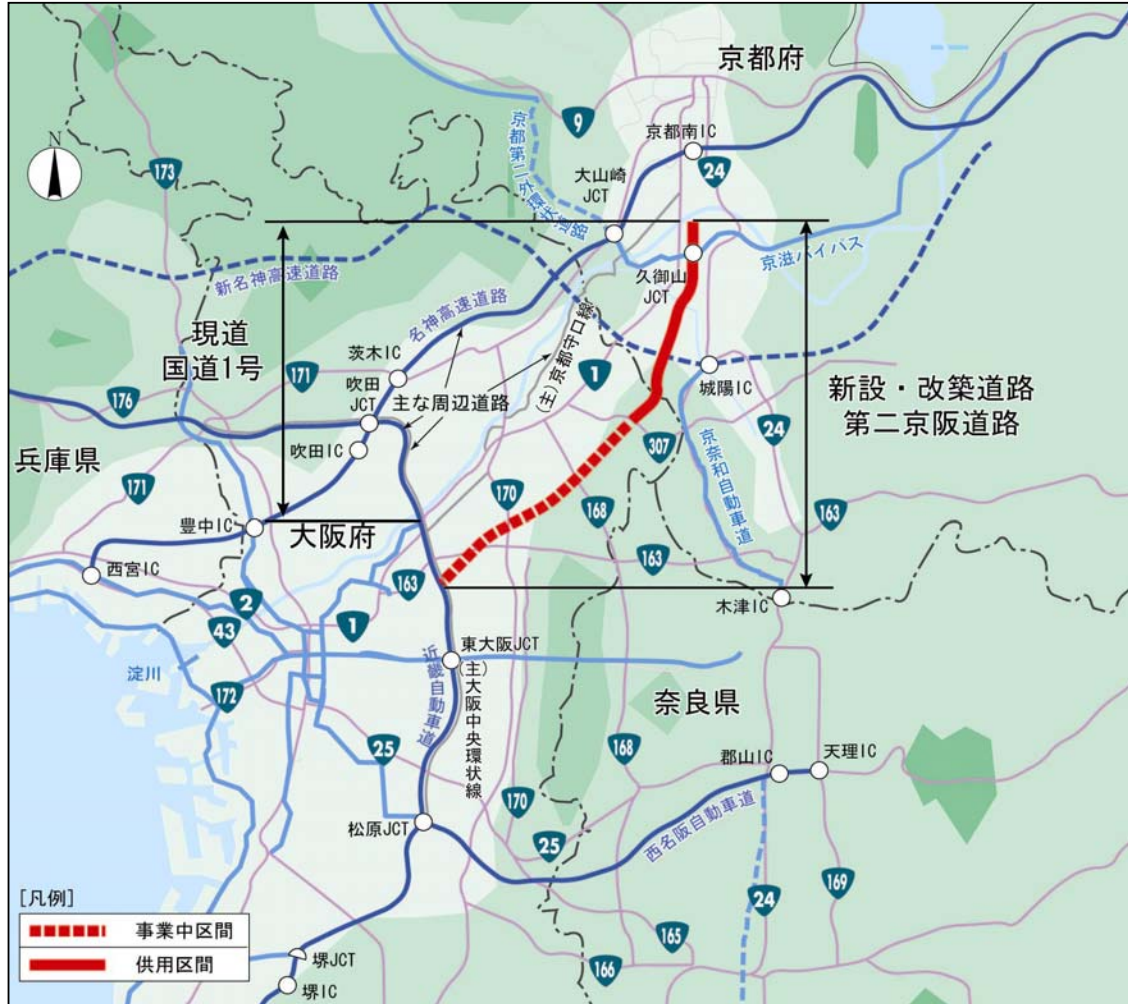 京都府
N
9
京都南IC
173
京都第二外環状道路
大山崎
JCT
24
新名神高速道路
名神高速道路
久御山
JCT
京滋バイパス
現道
国道1号
茨木IC
171
吹田
JCT
主な周辺道路
(主)京都守口線
1
城陽IC
新設・改築道路
第二京阪道路
176
兵庫県
吹田IC
307
24
京奈和自動車道
171
170
168
163
豊中IC
大阪府
西宮IC
163
163
木津IC
2
43
1
淀川
東大阪JCT
近畿自動車道
(主)大阪中央環状線
172
奈良県
25
168
郡山IC
天理IC
170
松原JCT
25
西名阪自動車道
24
169
[凡例]
事業中区間
供用区間
165
166
堺JCT
堺IC